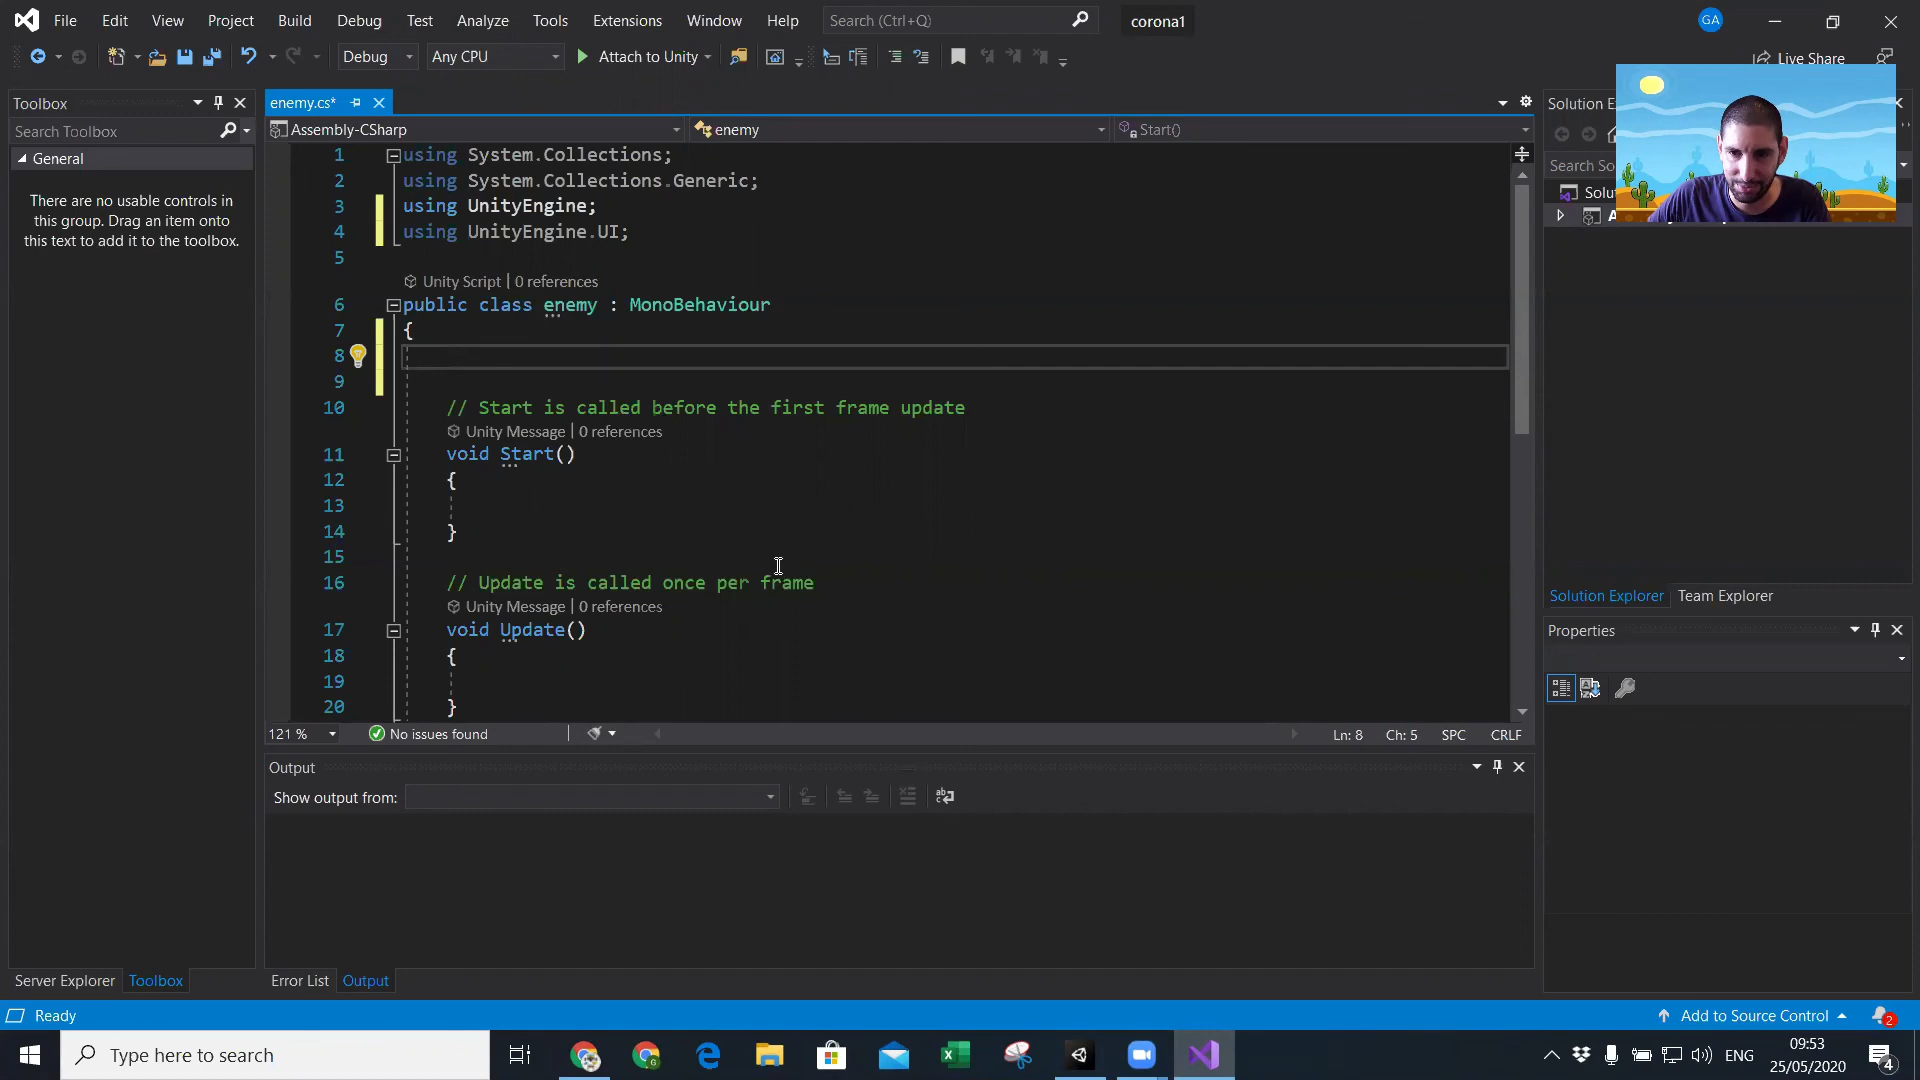 File Edit View Project Build Debug Test Analyze Tools Extensions Window Help Search (Ctrl+Q) corona1 GA
Debug Any CPU Attach to Unity Live Share
Toolbox
Search Toolbox
General
There are no usable controls in
this group. Drag an item onto
this text to add it to the toolbox.
enemy.cs*
Assembly-CSharp enemy Start()
1 using System.Collections;
2 using System.Collections.Generic;
3 using UnityEngine;
4 using UnityEngine.UI;
5
Unity Script | 0 references
6 public class enemy : MonoBehaviour
7 {
8
9
10 // Start is called before the first frame update
Unity Message | 0 references
11 void Start()
12 {
13
14 }
15
16 // Update is called once per frame
Unity Message | 0 references
17 void Update()
18 {
19
20 }
121 % No issues found Ln: 8 Ch: 5 SPC CRLF
Output
Show output from:
Server Explorer Toolbox
Error List Output
Solution E
Search So
Solu
A
Solution Explorer Team Explorer
Properties
Ready Add to Source Control 2
Type here to search
ENG
09:53
25/05/2020
4